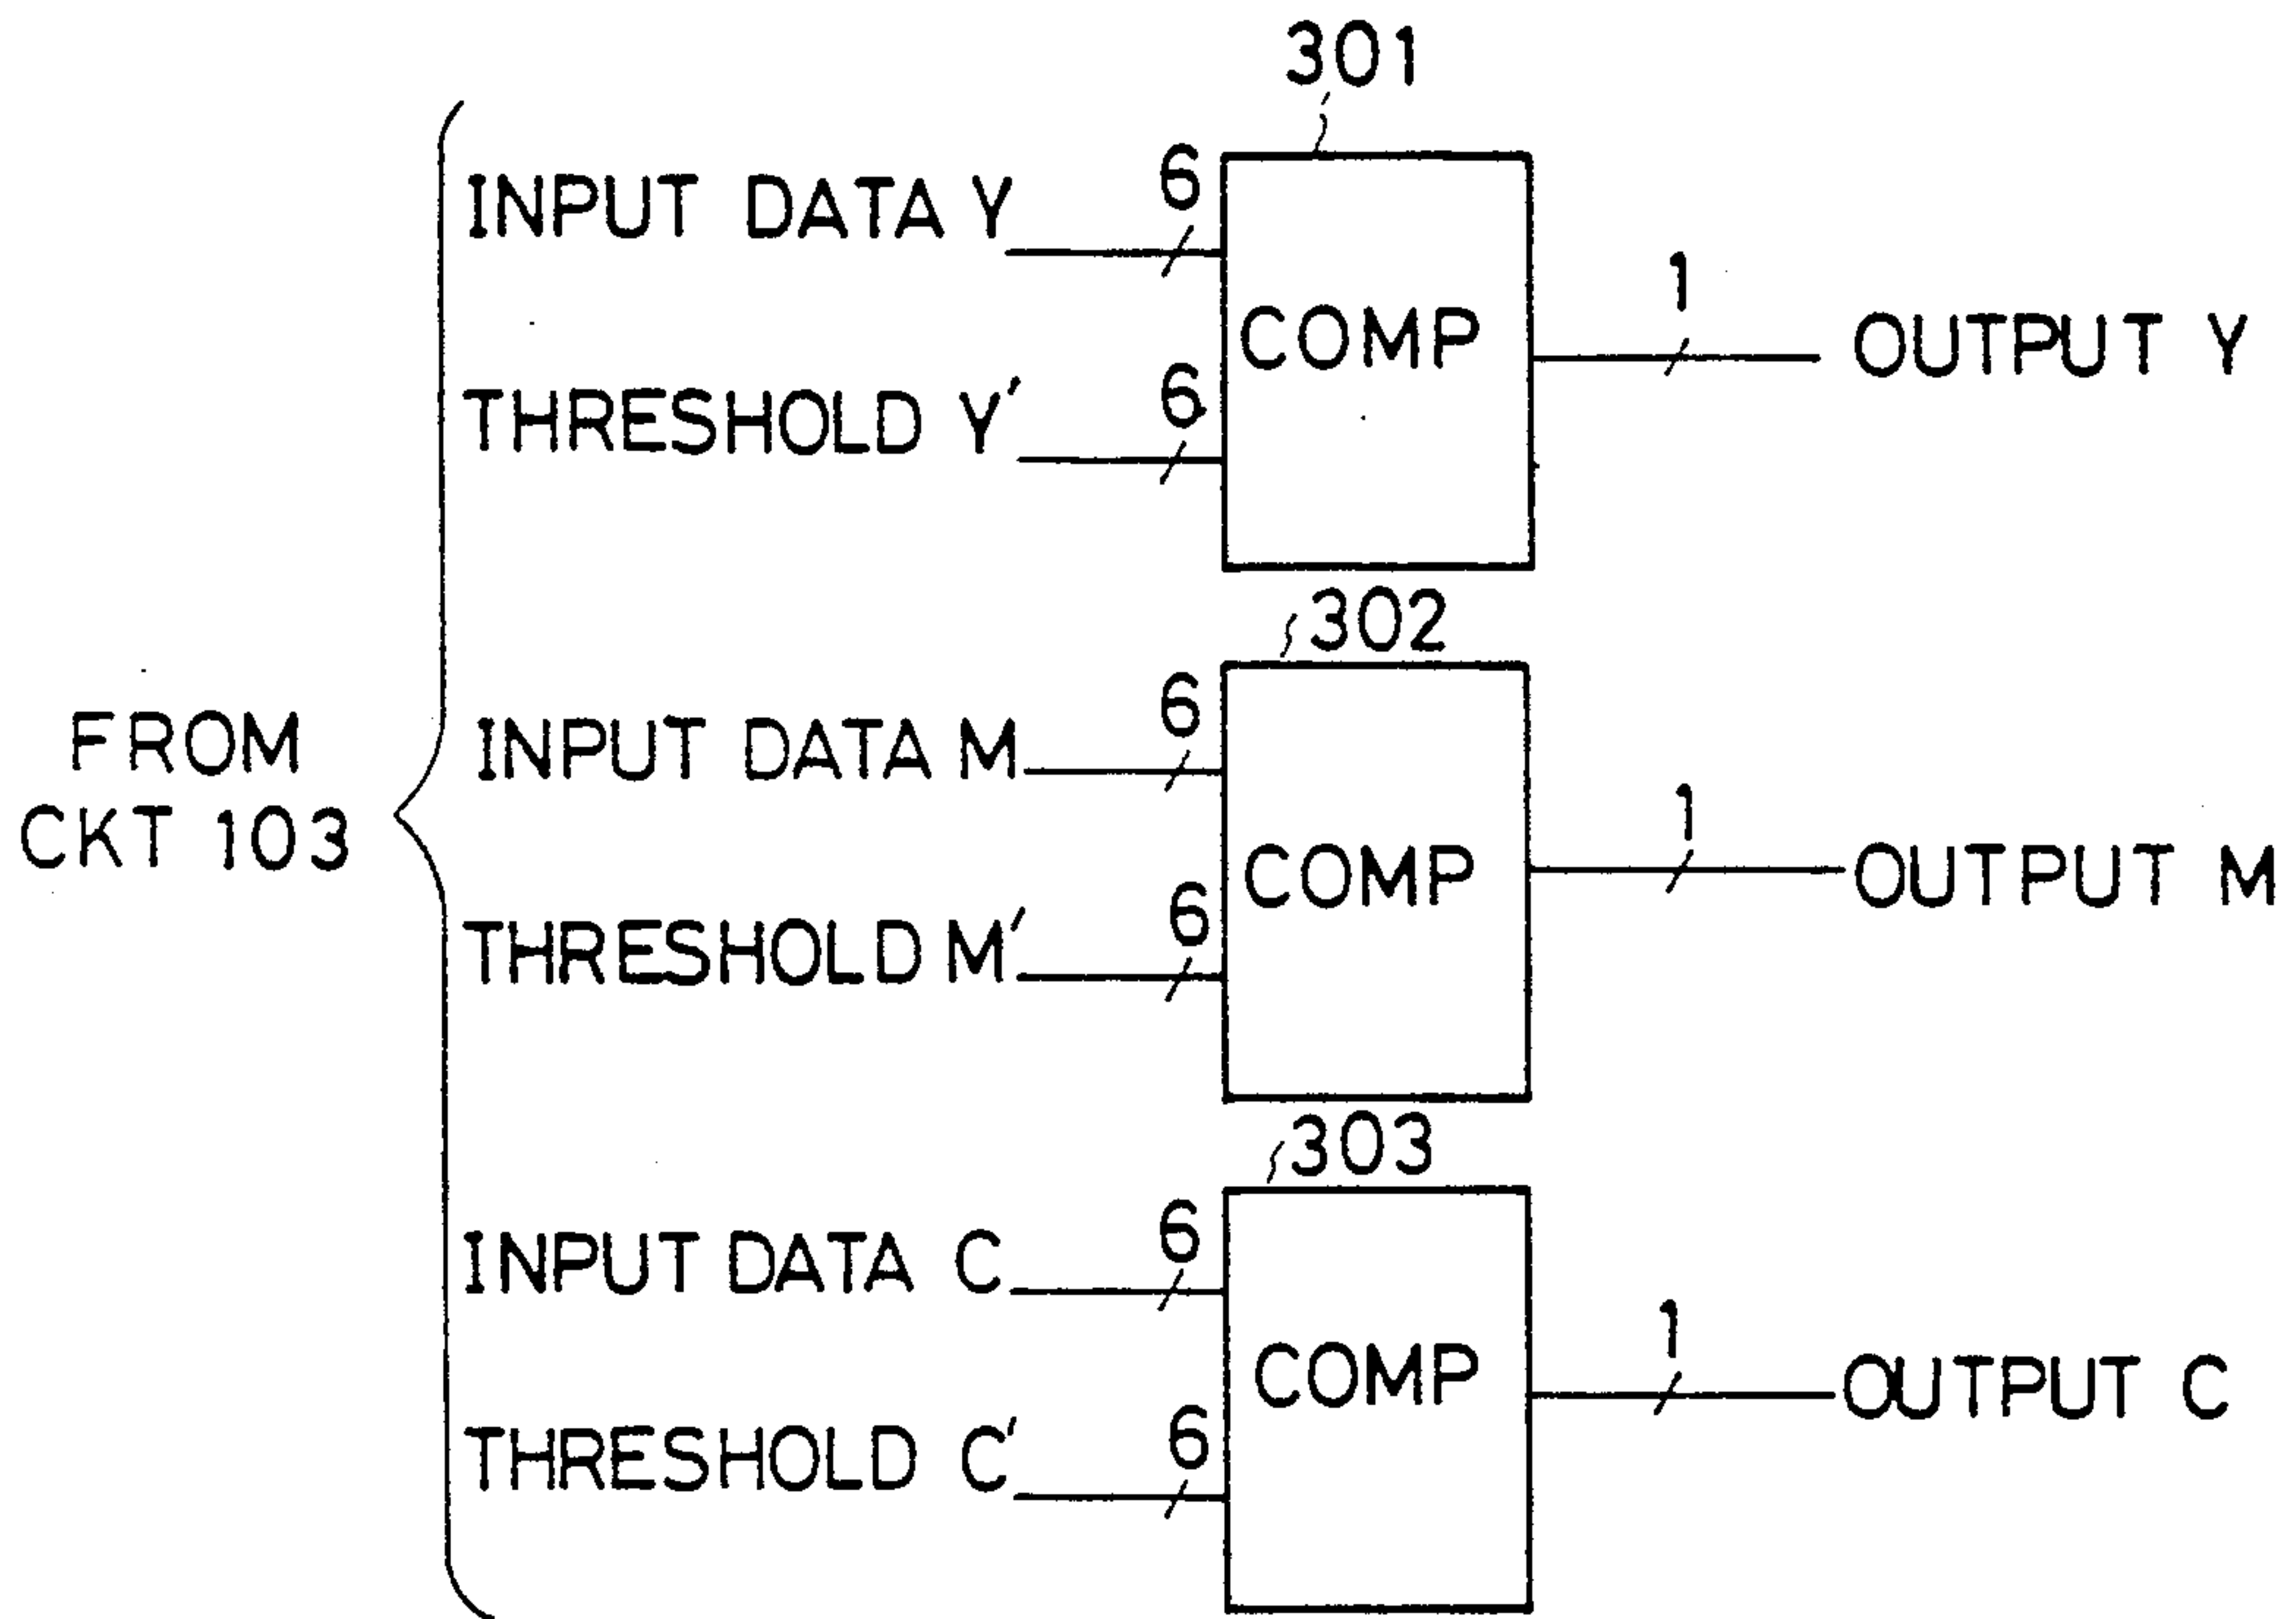 301
INPUT DATA Y
6
COMP
1
OUTPUT Y
THRESHOLD Y'
6
302
FROM
CKT 103
INPUT DATA M
6
COMP
1
OUTPUT M
THRESHOLD M'
6
303
INPUT DATA C
6
COMP
1
OUTPUT C
THRESHOLD C'
6